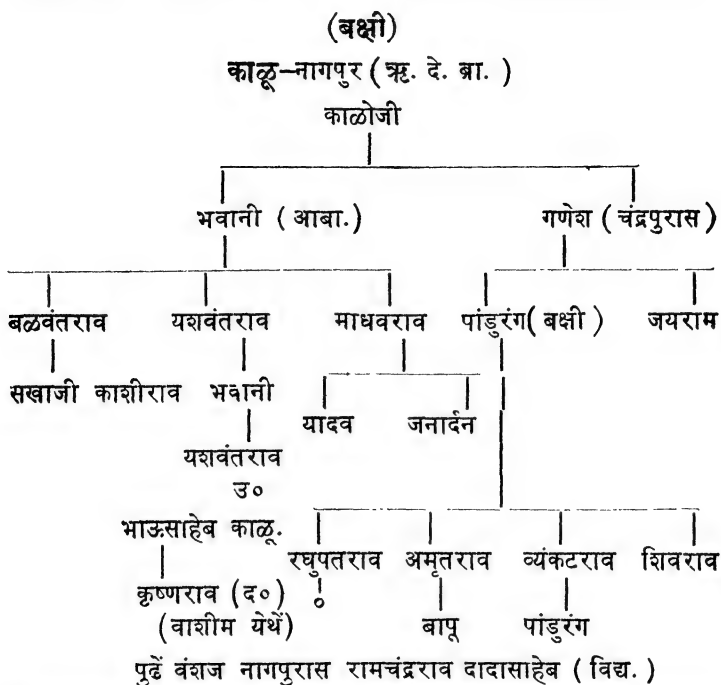 (बक्षी)
काळू-नागपुर (ऋ. दे. ब्रा.)
काळोजी
भवानी (आबा.) गणेश (चंद्रपुरास)
बळवंतराव यशवंतराव माधवराव पांडुरंग(बक्षी) जयराम
सखाजी काशीराव भवानी
यादव जनार्दन
यशवंतराव
उ०
भाऊसाहेब काळू.
रघुपतराव अमृतराव व्यंकटराव शिवराव
कृष्णराव (द०) ० बापू पांडुरंग
(वाशीम येथें)
पुढें वंशज नागपुरास रामचंद्रराव दादासाहेब (विद्य.)